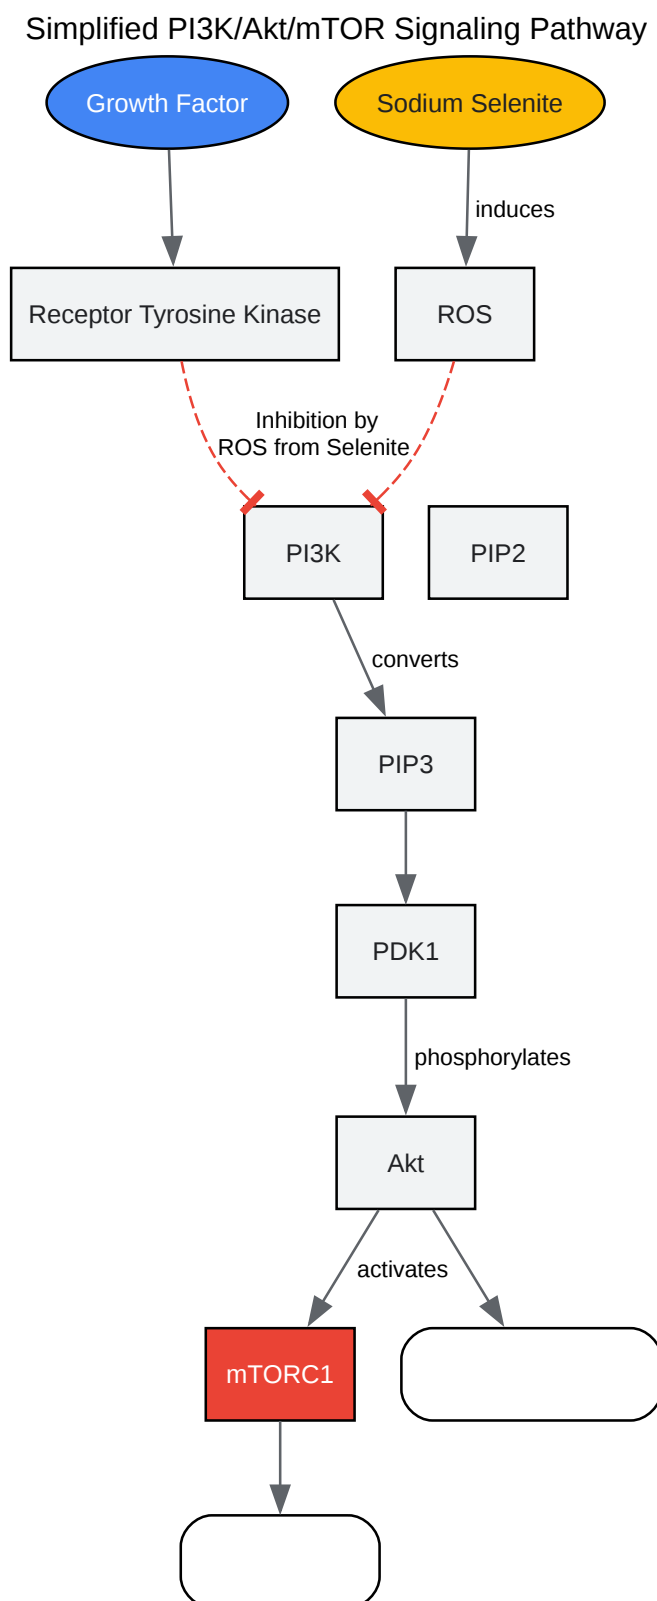 Simplified PI3K/Akt/mTOR Signaling Pathway
Growth Factor
Sodium Selenite
induces
Receptor Tyrosine Kinase
ROS
Inhibition by
ROS from Selenite
PI3K
PIP2
converts
PIP3
PDK1
phosphorylates
Akt
activates
mTORC1